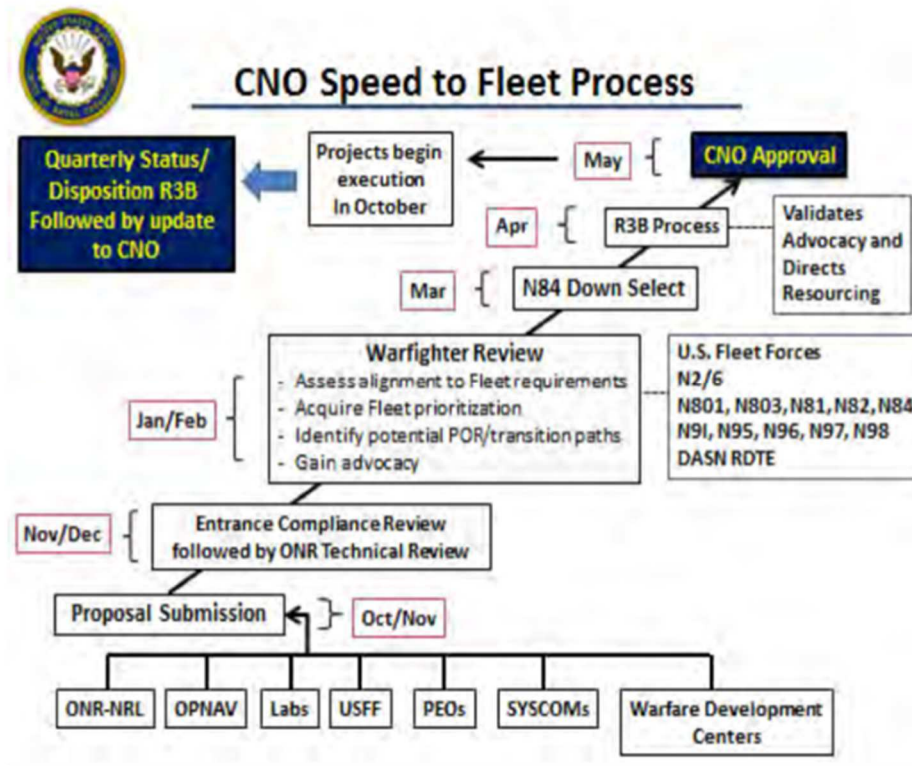 CNO Speed to Fleet Process
Quarterly Status/
Disposition R3B
Followed by update
to CNO
Projects begin
execution
In October
May
CNO Approval
Apr
R3B Process
Validates
Advocacy and
Directs
Resourcing
Mar
N84 Down Select
Warfighter Review
- Assess alignment to Fleet requirements
- Acquire Fleet prioritization
- Identify potential POR/transition paths
- Gain advocacy
Jan/Feb
U.S. Fleet Forces
N2/6
N801, N803, N81, N82, N84
N9I, N95, N96, N97, N98
DASN RDTE
Nov/Dec
Entrance Compliance Review
followed by ONR Technical Review
Proposal Submission
Oct/Nov
ONR-NRL
OPNAV
Labs
USFF
PEOs
SYSCOMs
Warfare Development
Centers